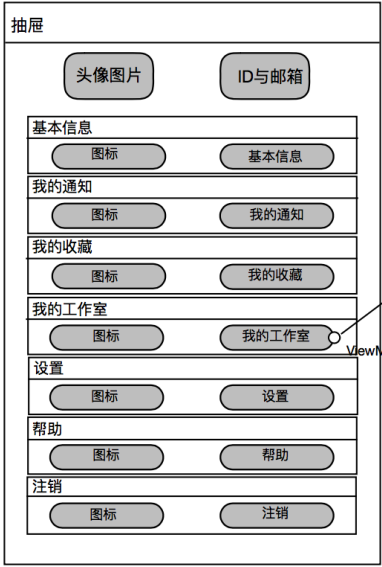 抽屉
头像图片 ID与邮箱
基本信息
图标 基本信息
我的通知
图标 我的通知
我的收藏
图标 我的收藏
我的工作室
图标 我的工作室
ViewM
设置
图标 设置
帮助
图标 帮助
注销
图标 注销